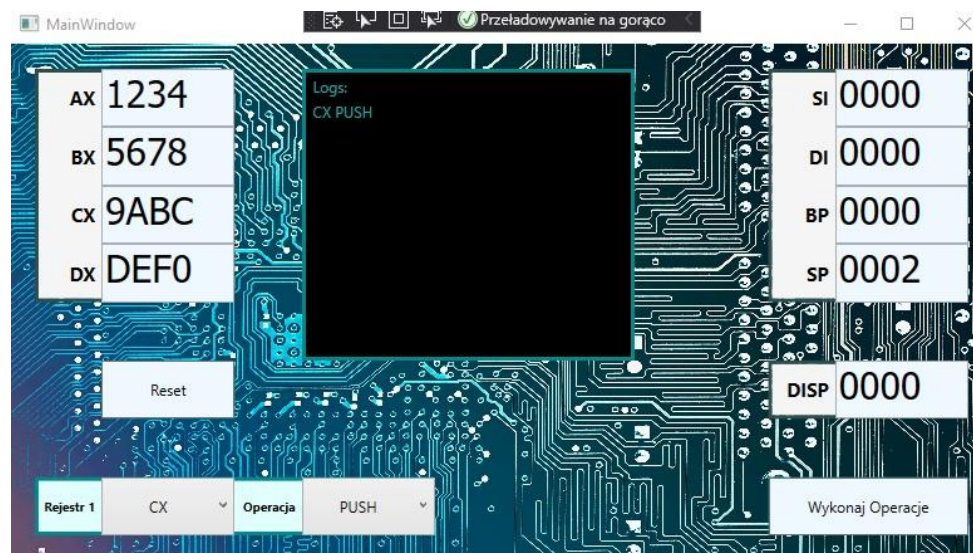 MainWindow
Przeładowywanie na gorąco
AX 1234
BX 5678
CX 9ABC
DX DEF0
Logs:
CX PUSH
SI 0000
DI 0000
BP 0000
SP 0002
Reset
DISP 0000
Rejestr 1 CX Operacja PUSH
Wykonaj Operacje